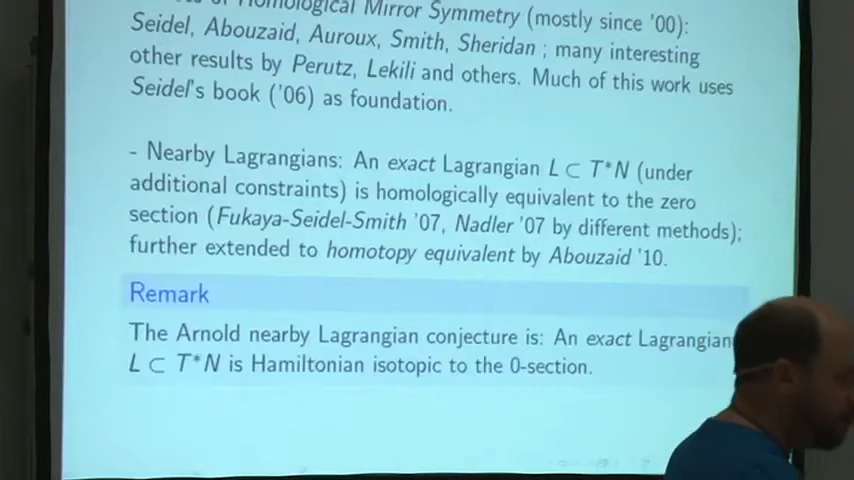 of Homological Mirror Symmetry (mostly since '00):
Seidel, Abouzaid, Auroux, Smith, Sheridan ; many interesting
other results by Perutz, Lekili and others. Much of this work uses
Seidel's book ('06) as foundation.
- Nearby Lagrangians: An exact Lagrangian L ⊂ T*N (under
additional constraints) is homologically equivalent to the zero
section (Fukaya-Seidel-Smith '07, Nadler '07 by different methods);
further extended to homotopy equivalent by Abouzaid '10.
Remark
The Arnold nearby Lagrangian conjecture is: An exact Lagrangian
L ⊂ T*N is Hamiltonian isotopic to the 0-section.